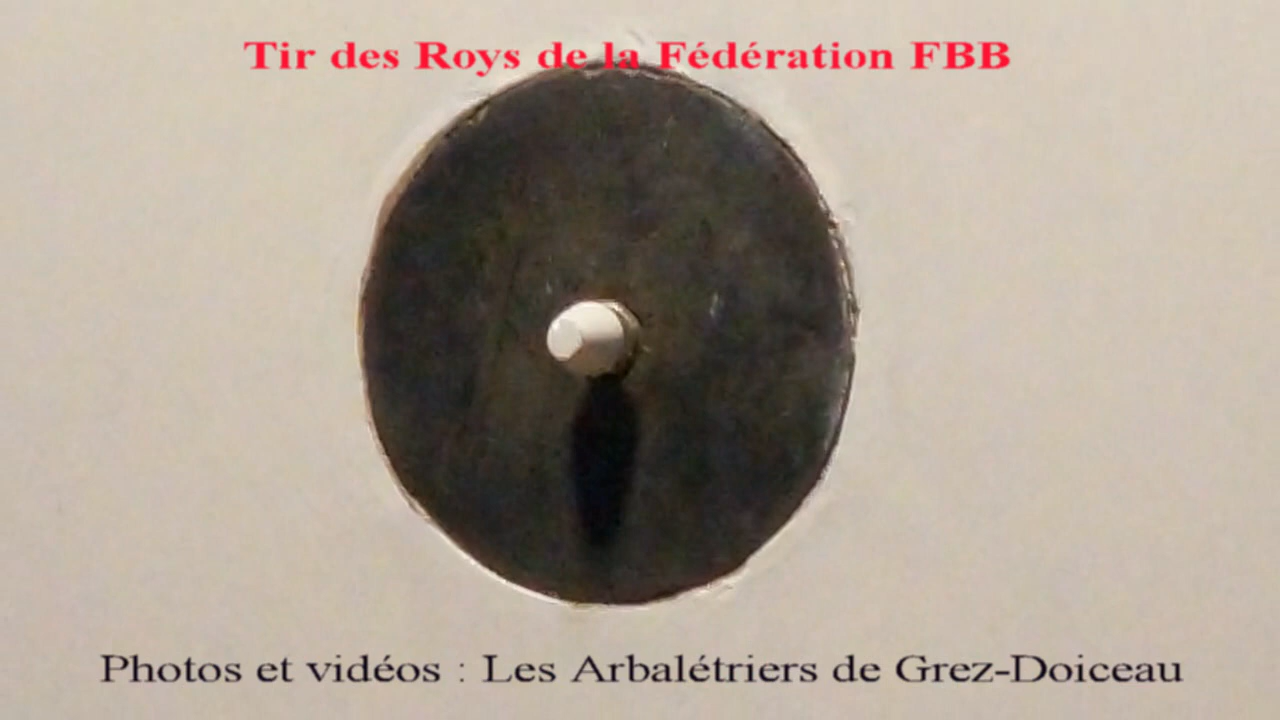 Tir des Roys de la Fédération FBB
Photos et vidéos : Les Arbalétriers de Grez-Doiceau